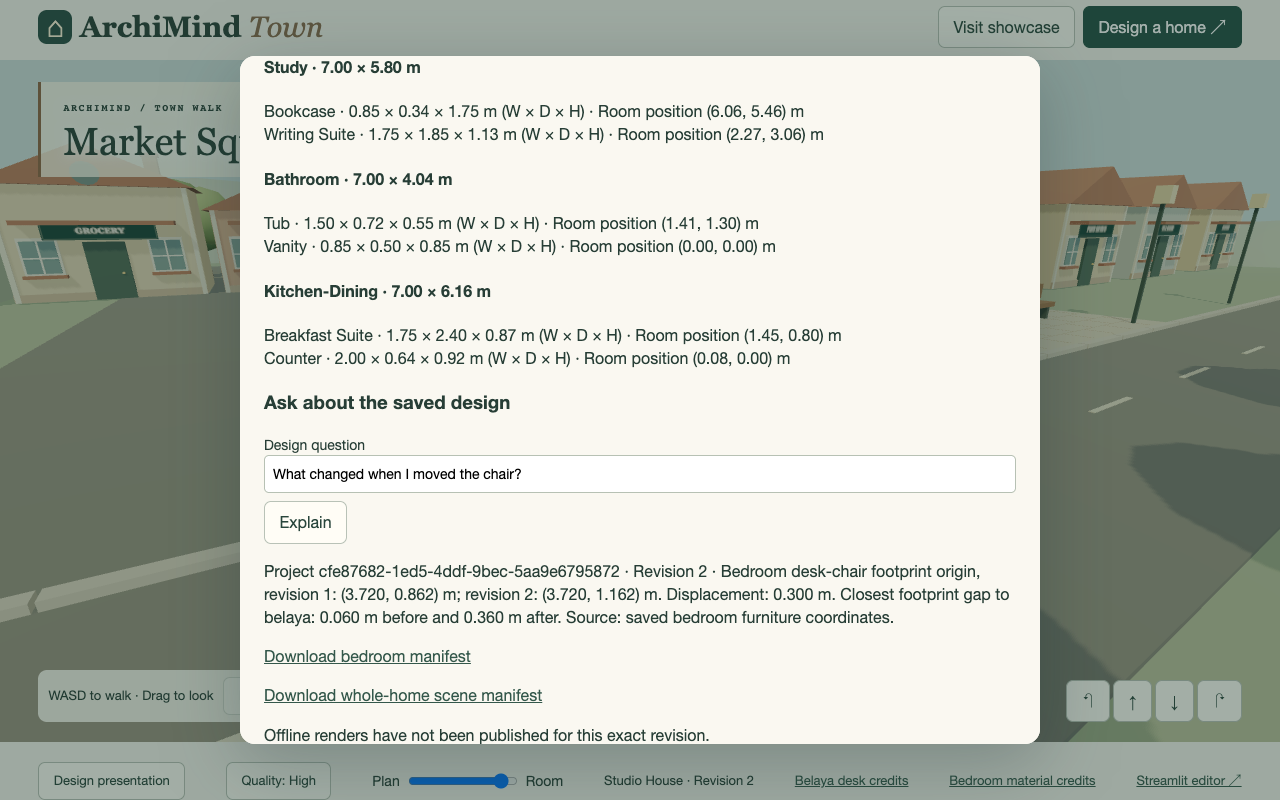 ArchiMind Town
Visit showcase
Design a home ↗
ARCHIMIND / TOWN WALK
Market Sq
GROCERY
Study · 7.00 × 5.80 m
Bookcase · 0.85 × 0.34 × 1.75 m (W × D × H) · Room position (6.06, 5.46) m
Writing Suite · 1.75 × 1.85 × 1.13 m (W × D × H) · Room position (2.27, 3.06) m
Bathroom · 7.00 × 4.04 m
Tub · 1.50 × 0.72 × 0.55 m (W × D × H) · Room position (1.41, 1.30) m
Vanity · 0.85 × 0.50 × 0.85 m (W × D × H) · Room position (0.00, 0.00) m
Kitchen-Dining · 7.00 × 6.16 m
Breakfast Suite · 1.75 × 2.40 × 0.87 m (W × D × H) · Room position (1.45, 0.80) m
Counter · 2.00 × 0.64 × 0.92 m (W × D × H) · Room position (0.08, 0.00) m
Ask about the saved design
Design question
What changed when I moved the chair?
Explain
Project cfe87682-1ed5-4ddf-9bec-5aa9e6795872 · Revision 2 · Bedroom desk-chair footprint origin,
revision 1: (3.720, 0.862) m; revision 2: (3.720, 1.162) m. Displacement: 0.300 m. Closest footprint gap to
belaya: 0.060 m before and 0.360 m after. Source: saved bedroom furniture coordinates.
Download bedroom manifest
Download whole-home scene manifest
Offline renders have not been published for this exact revision.
WASD to walk · Drag to look
↑ ↓
Design presentation
Quality: High
Plan
Room
Studio House · Revision 2
Belaya desk credits
Bedroom material credits
Streamlit editor ↗